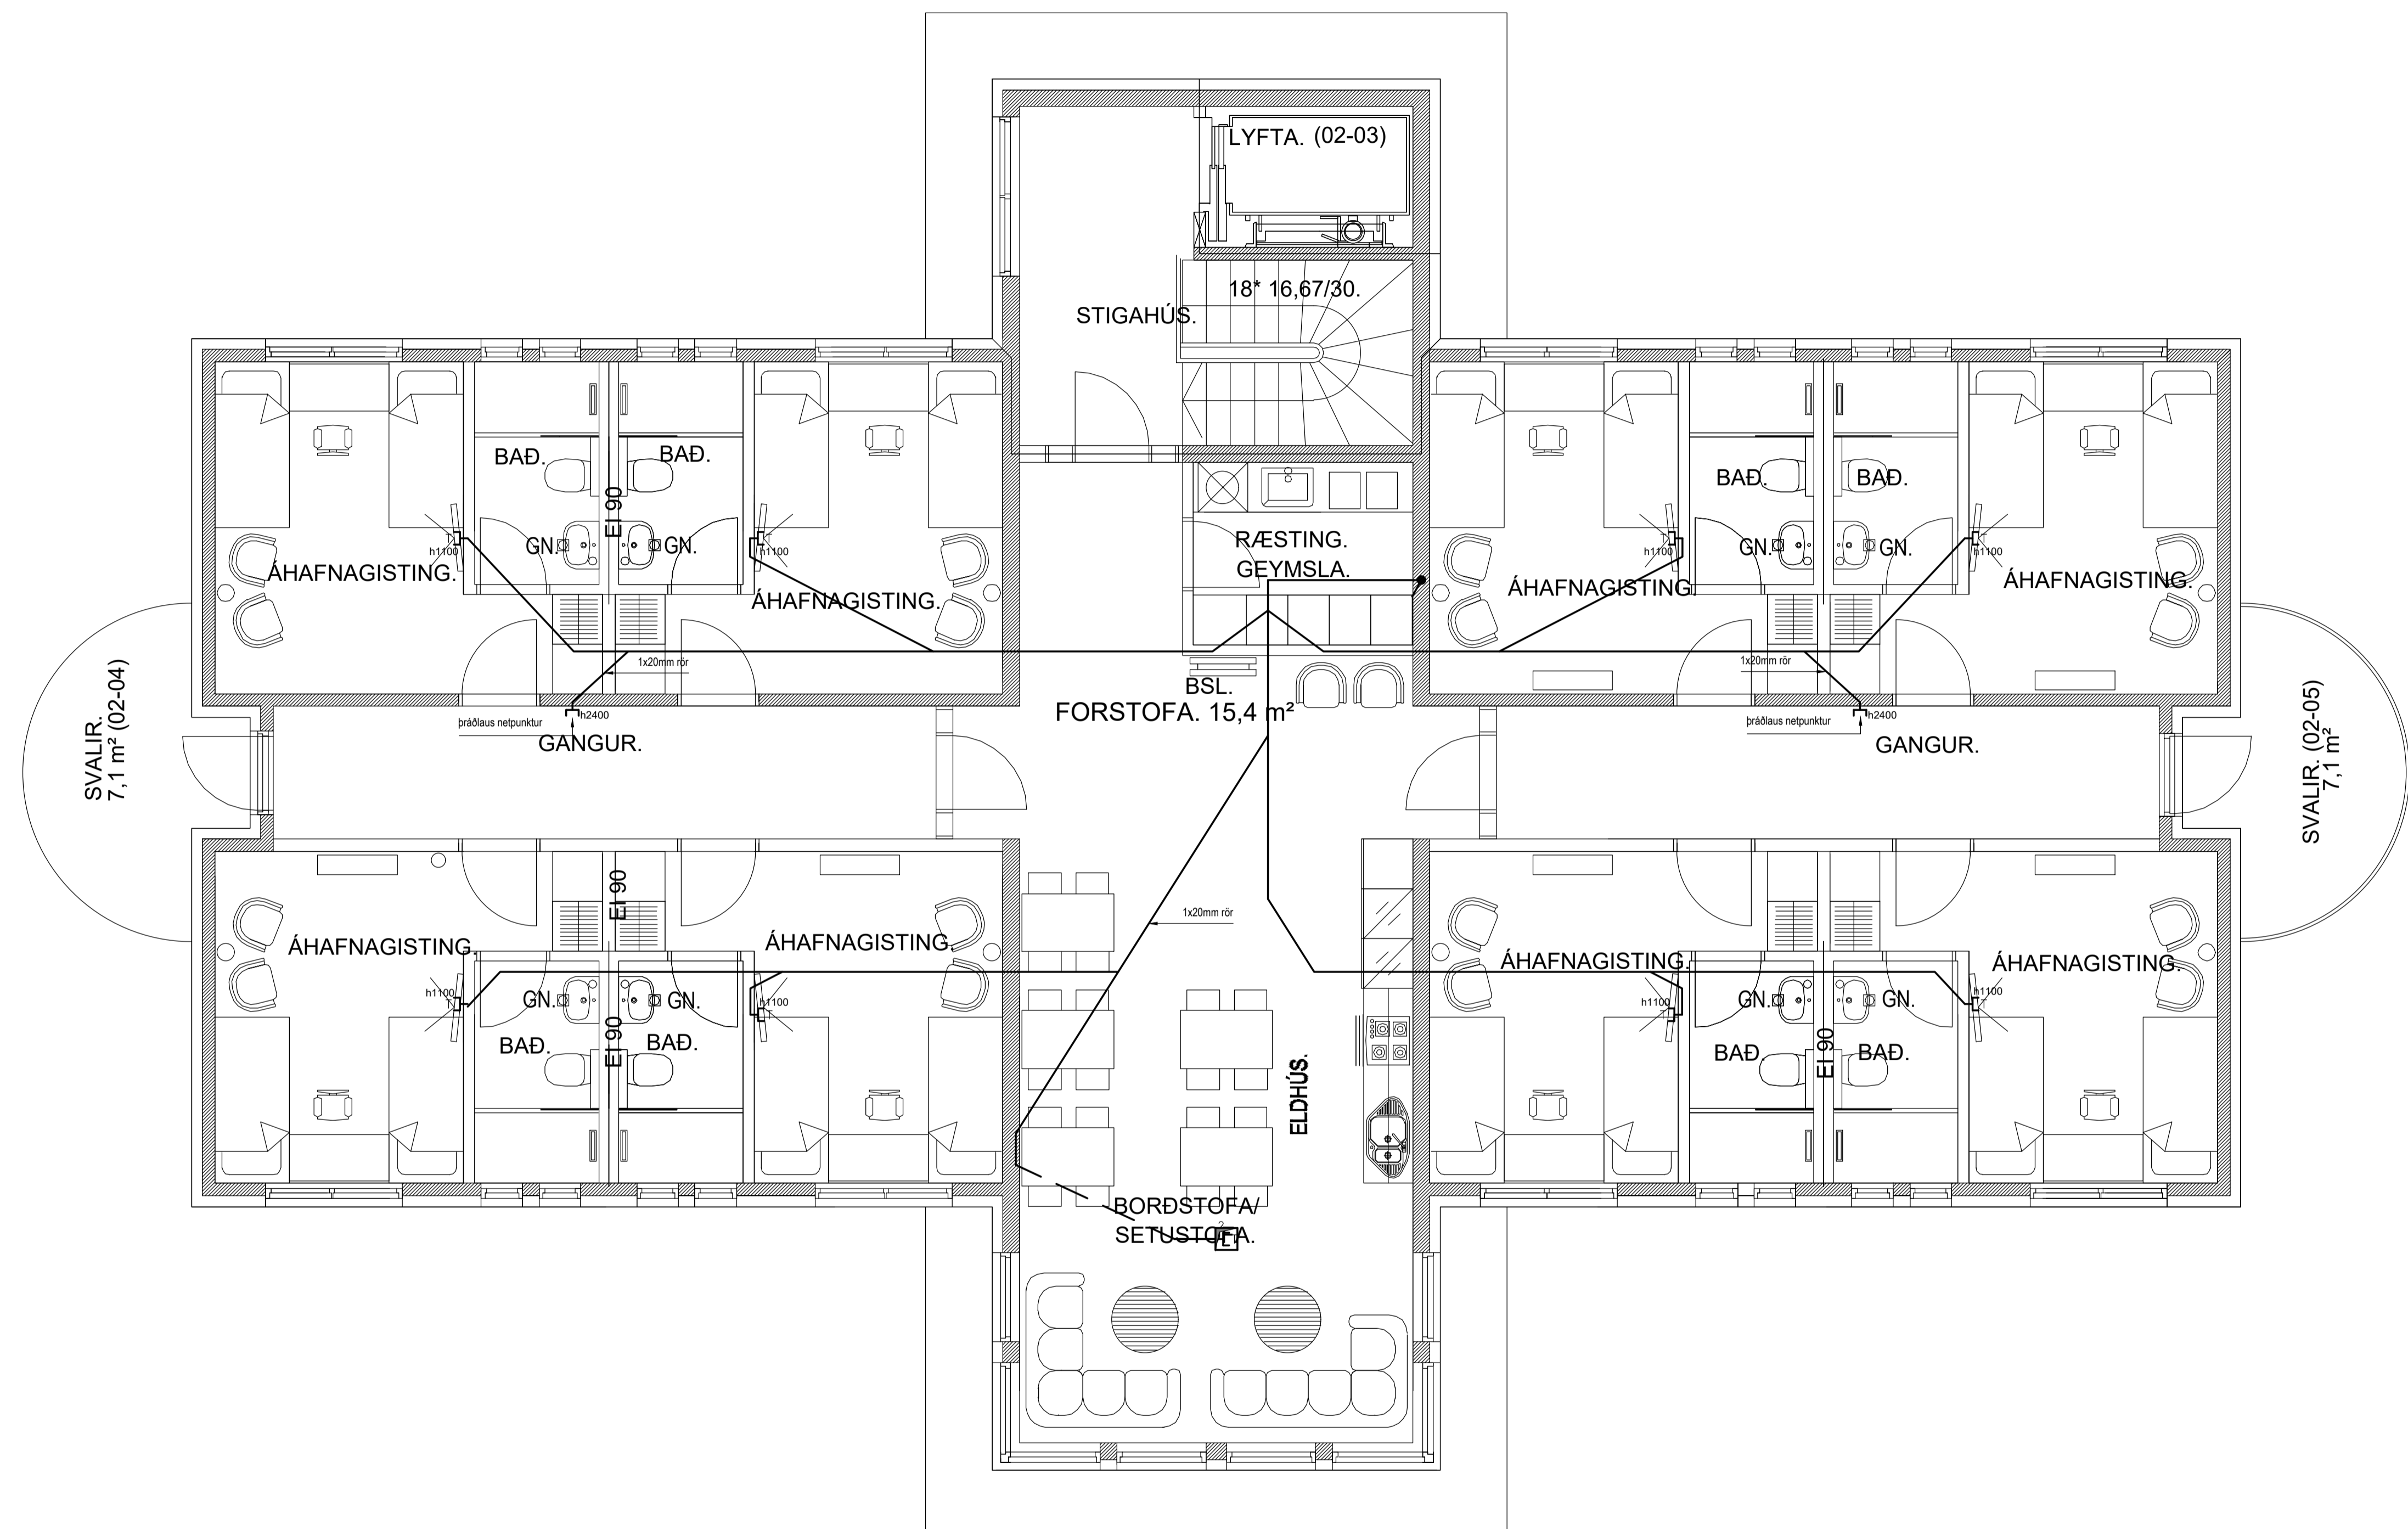 LYFTA. (02-03)
18* 16,67/30.
STIGAHÚS.
BAÐ.
BAÐ.
BAÐ.
BAÐ.
EI 90
GN.
GN.
GN.
GN.
T
h1100
T
h1100
T
h1100
T
h1100
RÆSTING.
GEYMSLA.
ÁHAFNAGISTING.
ÁHAFNAGISTING.
ÁHAFNAGISTING.
ÁHAFNAGISTING.
1x20mm rör
1x20mm rör
BSL.
FORSTOFA. 15,4 m²
h2400
þráðlaus netpunktur
GANGUR.
h2400
þráðlaus netpunktur
GANGUR.
SVALIR.
7,1 m² (02-04)
SVALIR. (02-05)
7,1 m²
EI 90
1x20mm rör
ÁHAFNAGISTING.
ÁHAFNAGISTING.
ÁHAFNAGISTING.
ÁHAFNAGISTING.
h1100
T
h1100
T
h1100
T
h1100
T
GN.
GN.
GN.
GN.
EI 90
EI 90
BAÐ.
BAÐ.
BAÐ.
BAÐ.
ELDHÚS.
BORÐSTOFA/
SETUSTOFA.
2
E